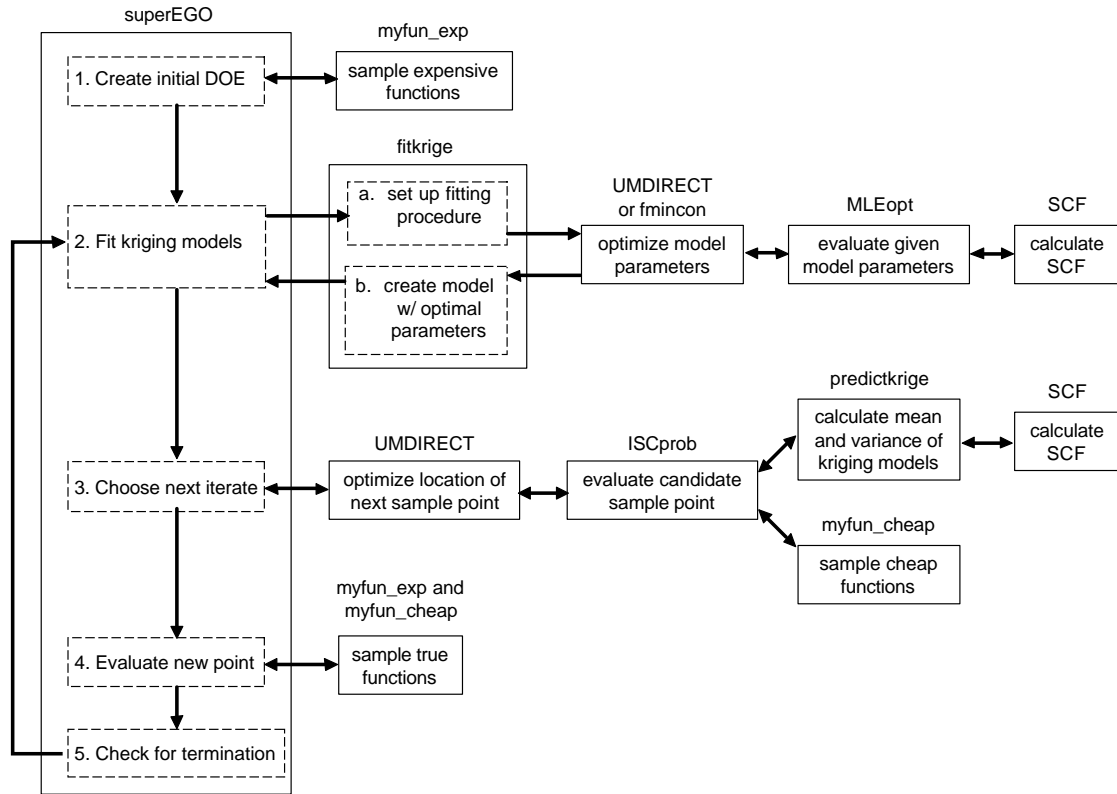 superEGO
myfun_exp
1. Create initial DOE
sample expensive
functions
fitkrige
a. set up fitting
procedure
UMDIRECT
or fmincon
MLEopt
SCF
2. Fit kriging models
optimize model
parameters
evaluate given
model parameters
calculate
SCF
b. create model
w/ optimal
parameters
predictkrige
SCF
UMDIRECT
ISCprob
calculate mean
and variance of
kriging models
calculate
SCF
3. Choose next iterate
optimize location of
next sample point
evaluate candidate
sample point
myfun_cheap
sample cheap
functions
myfun_exp and
myfun_cheap
4. Evaluate new point
sample true
functions
5. Check for termination